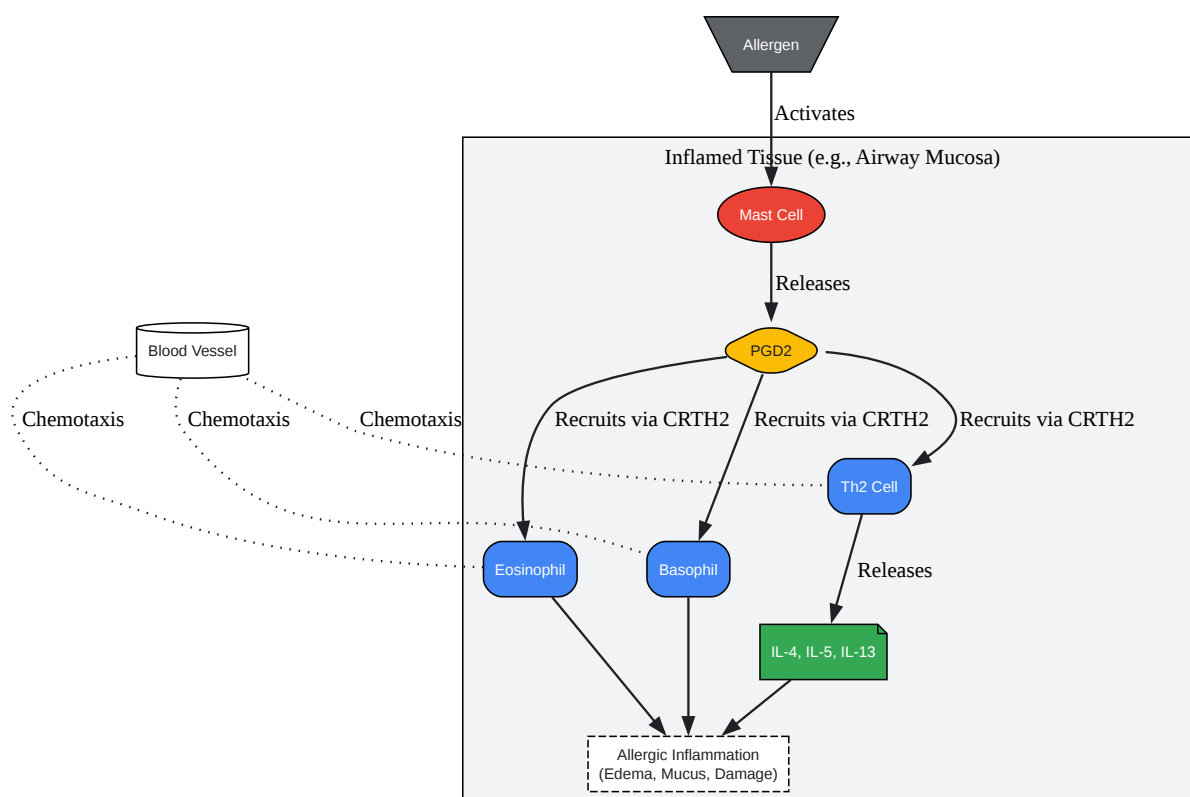 Allergen
Activates
Inflamed Tissue (e.g., Airway Mucosa)
Mast Cell
Releases
Blood Vessel
PGD2
Chemotaxis
Chemotaxis
Chemotaxis
Recruits via CRTH2
Recruits via CRTH2
Recruits via CRTH2
Th2 Cell
Eosinophil
Basophil
Releases
IL-4, IL-5, IL-13
Allergic Inflammation
(Edema, Mucus, Damage)